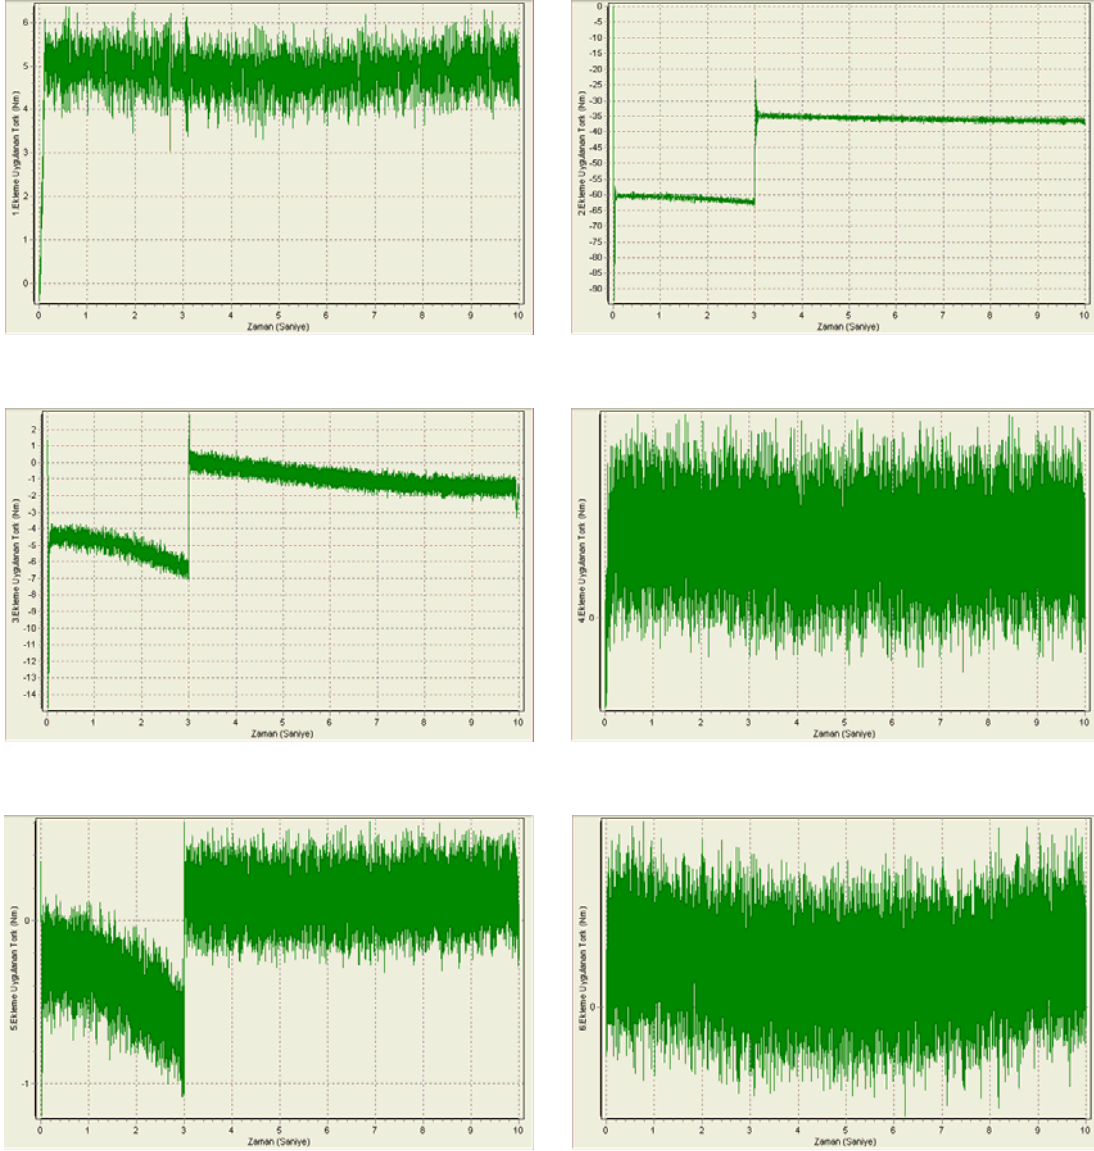 1.Ekleme Uygulanan Tork (Nm)
6
5
4
3
2
1
0
0 1 2 3 4 5 6 7 8 9 10
Zaman (Saniye)
2.Ekleme Uygulanan Tork (Nm)
0
-5
-10
-15
-20
-25
-30
-35
-40
-45
-50
-55
-60
-65
-70
-75
-80
-85
-90
0 1 2 3 4 5 6 7 8 9 10
Zaman (Saniye)
3.Ekleme Uygulanan Tork (Nm)
2
1
0
-1
-2
-3
-4
-5
-6
-7
-8
-9
-10
-11
-12
-13
-14
0 1 2 3 4 5 6 7 8 9 10
Zaman (Saniye)
4.Ekleme Uygulanan Tork (Nm)
0
0 1 2 3 4 5 6 7 8 9 10
Zaman (Saniye)
5.Ekleme Uygulanan Tork (Nm)
0
-1
0 1 2 3 4 5 6 7 8 9 10
Zaman (Saniye)
6.Ekleme Uygulanan Tork (Nm)
0
0 1 2 3 4 5 6 7 8 9 10
Zaman (Saniye)